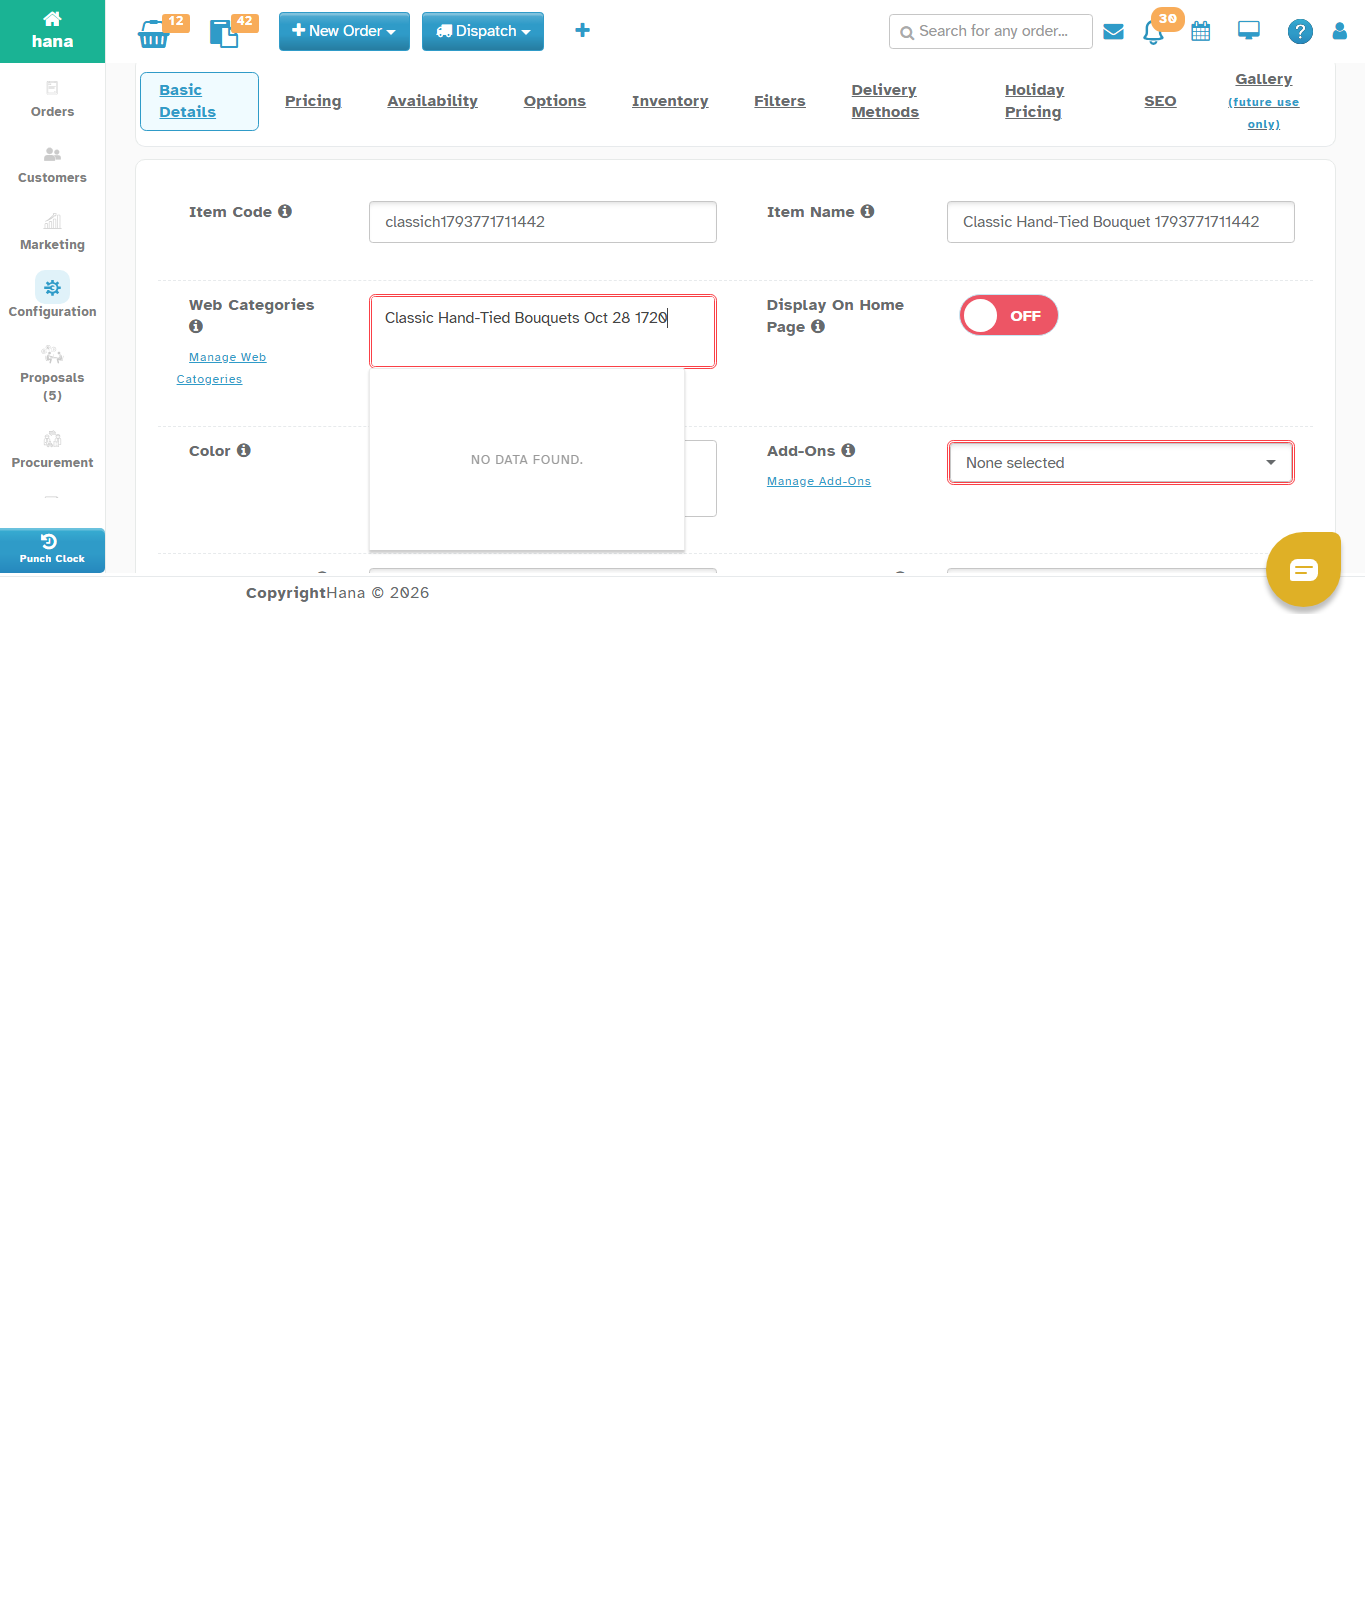 hana
12
42
New Order
Dispatch
Search for any order...
30
?
Orders
Customers
Marketing
Configuration
Proposals
(5)
Procurement
Punch Clock
Basic
Details
Pricing
Availability
Options
Inventory
Filters
Delivery
Methods
Holiday
Pricing
SEO
Gallery
(future use
only)
Item Code
classich1793771711442
Item Name
Classic Hand-Tied Bouquet 1793771711442
Web Categories
Manage Web
Catogeries
Classic Hand-Tied Bouquets Oct 28 1720
Display On Home
Page
OFF
NO DATA FOUND.
Color
Add-Ons
Manage Add-Ons
None selected
CopyrightHana © 2026